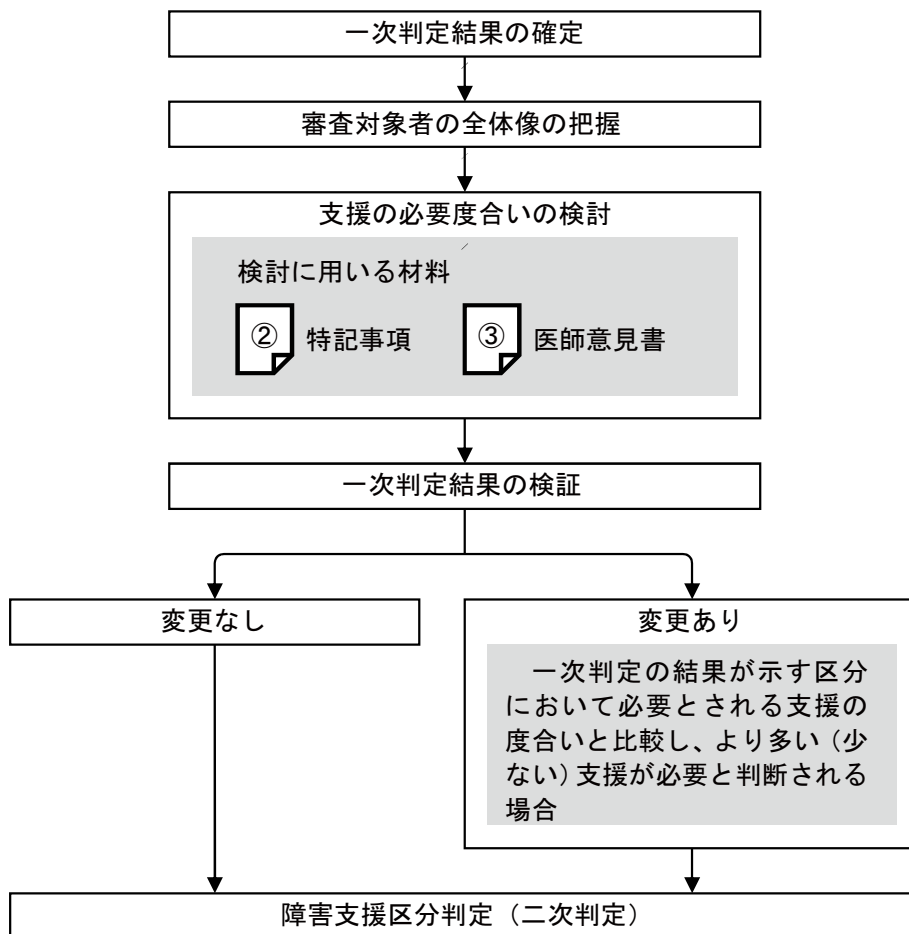 一次判定結果の確定
審査対象者の全体像の把握
支援の必要度合いの検討
検討に用いる材料
② 特記事項 ③ 医師意見書
一次判定結果の検証
変更なし
変更あり
一次判定の結果が示す区分
において必要とされる支援の
度合いと比較し、より多い（少
ない）支援が必要と判断される
場合
障害支援区分判定（二次判定）